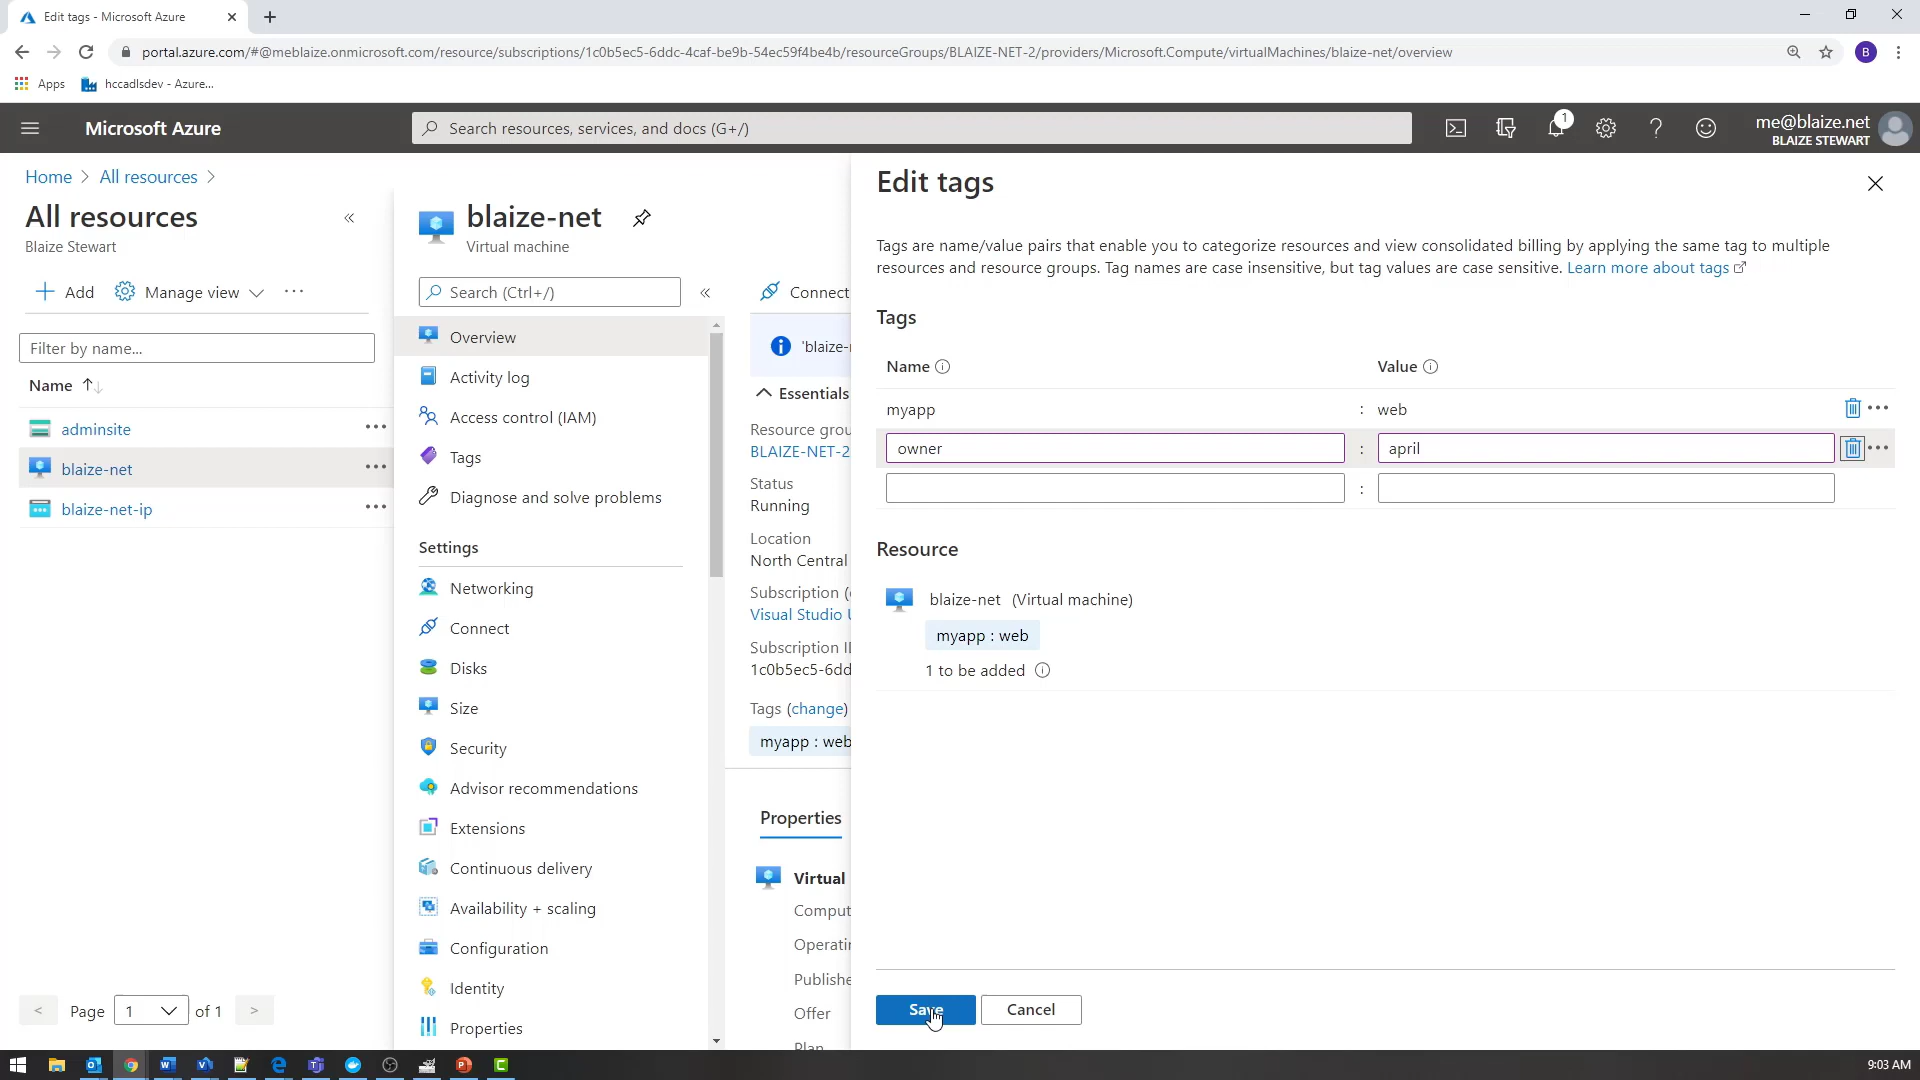 Edit tags - Microsoft Azure
portal.azure.com/#@meblaize.onmicrosoft.com/resource/subscriptions/1c0b5ec5-6ddc-4caf-be9b-54ec59f4be4b/resourceGroups/BLAIZE-NET-2/providers/Microsoft.Compute/virtualMachines/blaize-net/overview
B
Apps
hccadlsdev - Azure...
Microsoft Azure
Search resources, services, and docs (G+/)
1
me@blaize.net
BLAIZE STEWART
Home > All resources >
All resources
Blaize Stewart
Add
Manage view
Filter by name...
Name
adminsite
blaize-net
blaize-net-ip
< Page 1 of 1 >
blaize-net
Virtual machine
Search (Ctrl+/)
Overview
Activity log
Access control (IAM)
Tags
Diagnose and solve problems
Settings
Networking
Connect
Disks
Size
Security
Advisor recommendations
Extensions
Continuous delivery
Availability + scaling
Configuration
Identity
Properties
Connect
'blaize-
Essentials
Resource grou
BLAIZE-NET-2
Status
Running
Location
North Central
Subscription (
Visual Studio
Subscription I
1c0b5ec5-6dd
Tags (change)
myapp : web
Properties
Virtual
Comput
Operati
Publishe
Offer
Plan
Edit tags
Tags are name/value pairs that enable you to categorize resources and view consolidated billing by applying the same tag to multiple
resources and resource groups. Tag names are case insensitive, but tag values are case sensitive. Learn more about tags
Tags
Name Value
myapp : web
owner : april
:
Resource
blaize-net (Virtual machine)
myapp : web
1 to be added
Save Cancel
9:03 AM